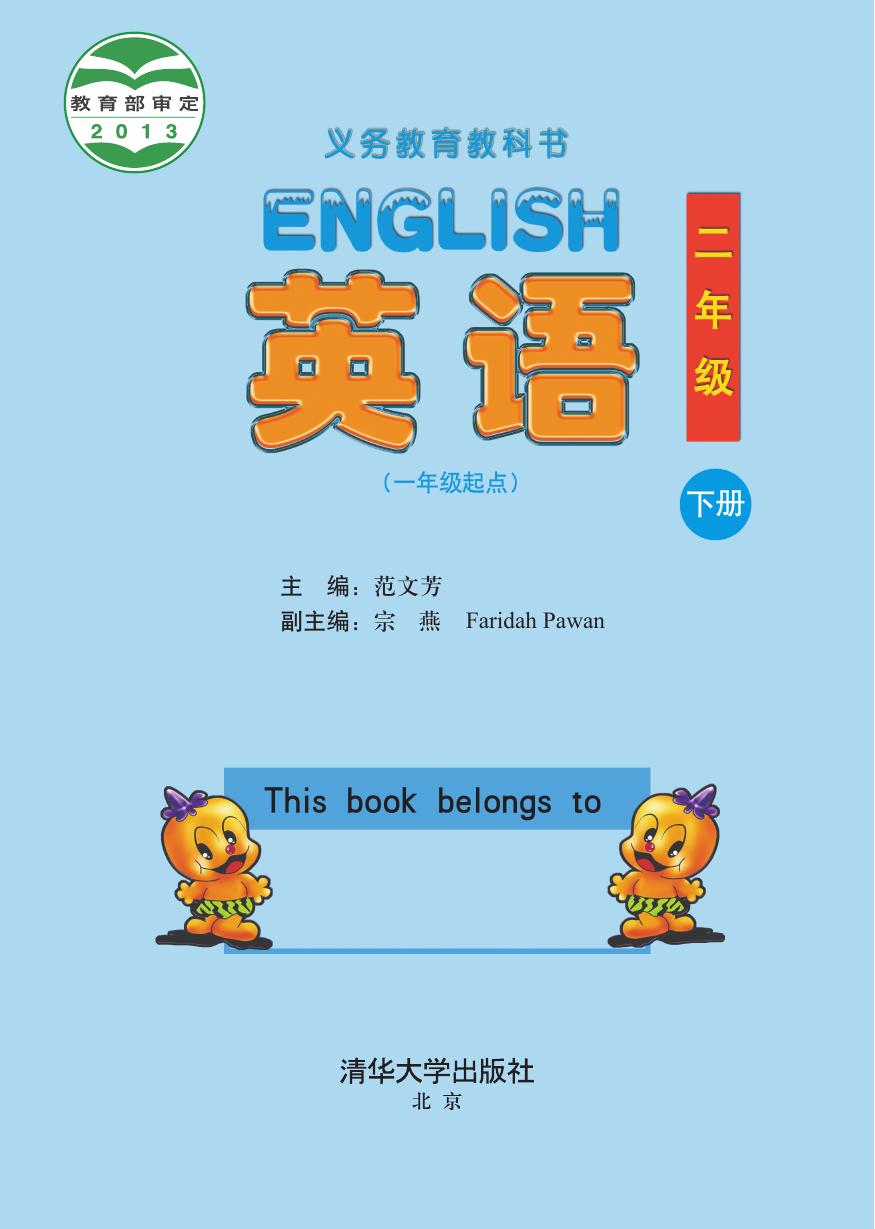 教育部审定
2013
义务教育教科书
ENGLISH
英语
二年级
（一年级起点）
下册
主　编：范文芳
副主编：宗　燕　Faridah Pawan
This book belongs to
清华大学出版社
北 京